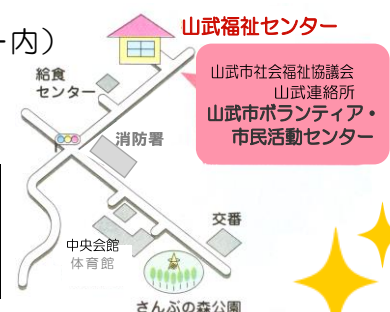 ー内）
山武福祉センター
山武市社会福祉協議会
山武連絡所
山武市ボランティア・
市民活動センター
給食
センター
消防署
交番
中央会館
体育館
さんぶの森公園